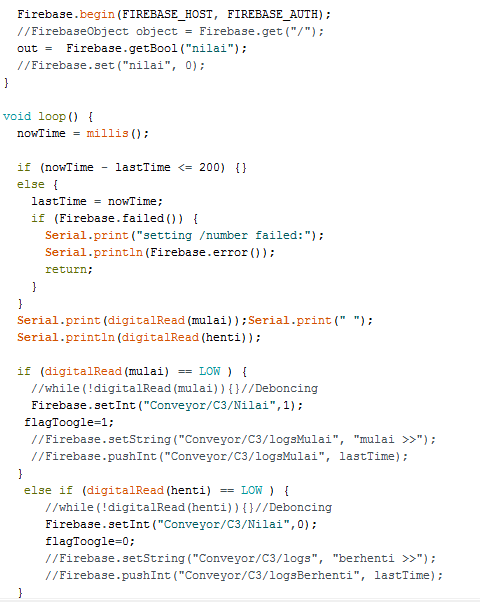 Firebase.begin(FIREBASE_HOST, FIREBASE_AUTH);
//FirebaseObject object = Firebase.get("/");
out =  Firebase.getBool("nilai");
//Firebase.set("nilai", 0);
}
void loop() {
nowTime = millis();
if (nowTime - lastTime <= 200) {}
else {
lastTime = nowTime;
if (Firebase.failed()) {
Serial.print("setting /number failed:");
Serial.println(Firebase.error());
return;
}
}
Serial.print(digitalRead(mulai));Serial.print(" ");
Serial.println(digitalRead(henti));
if (digitalRead(mulai) == LOW ) {
//while(!digitalRead(mulai)){}//Deboncing
Firebase.setInt("Conveyor/C3/Nilai",1);
flagToogle=1;
//Firebase.setString("Conveyor/C3/logsMulai", "mulai >>");
//Firebase.pushInt("Conveyor/C3/logsMulai", lastTime);
}
else if (digitalRead(henti) == LOW ) {
//while(!digitalRead(henti)){}//Deboncing
Firebase.setInt("Conveyor/C3/Nilai",0);
flagToogle=0;
//Firebase.setString("Conveyor/C3/logs", "berhenti >>");
//Firebase.pushInt("Conveyor/C3/logsBerhenti", lastTime);
}